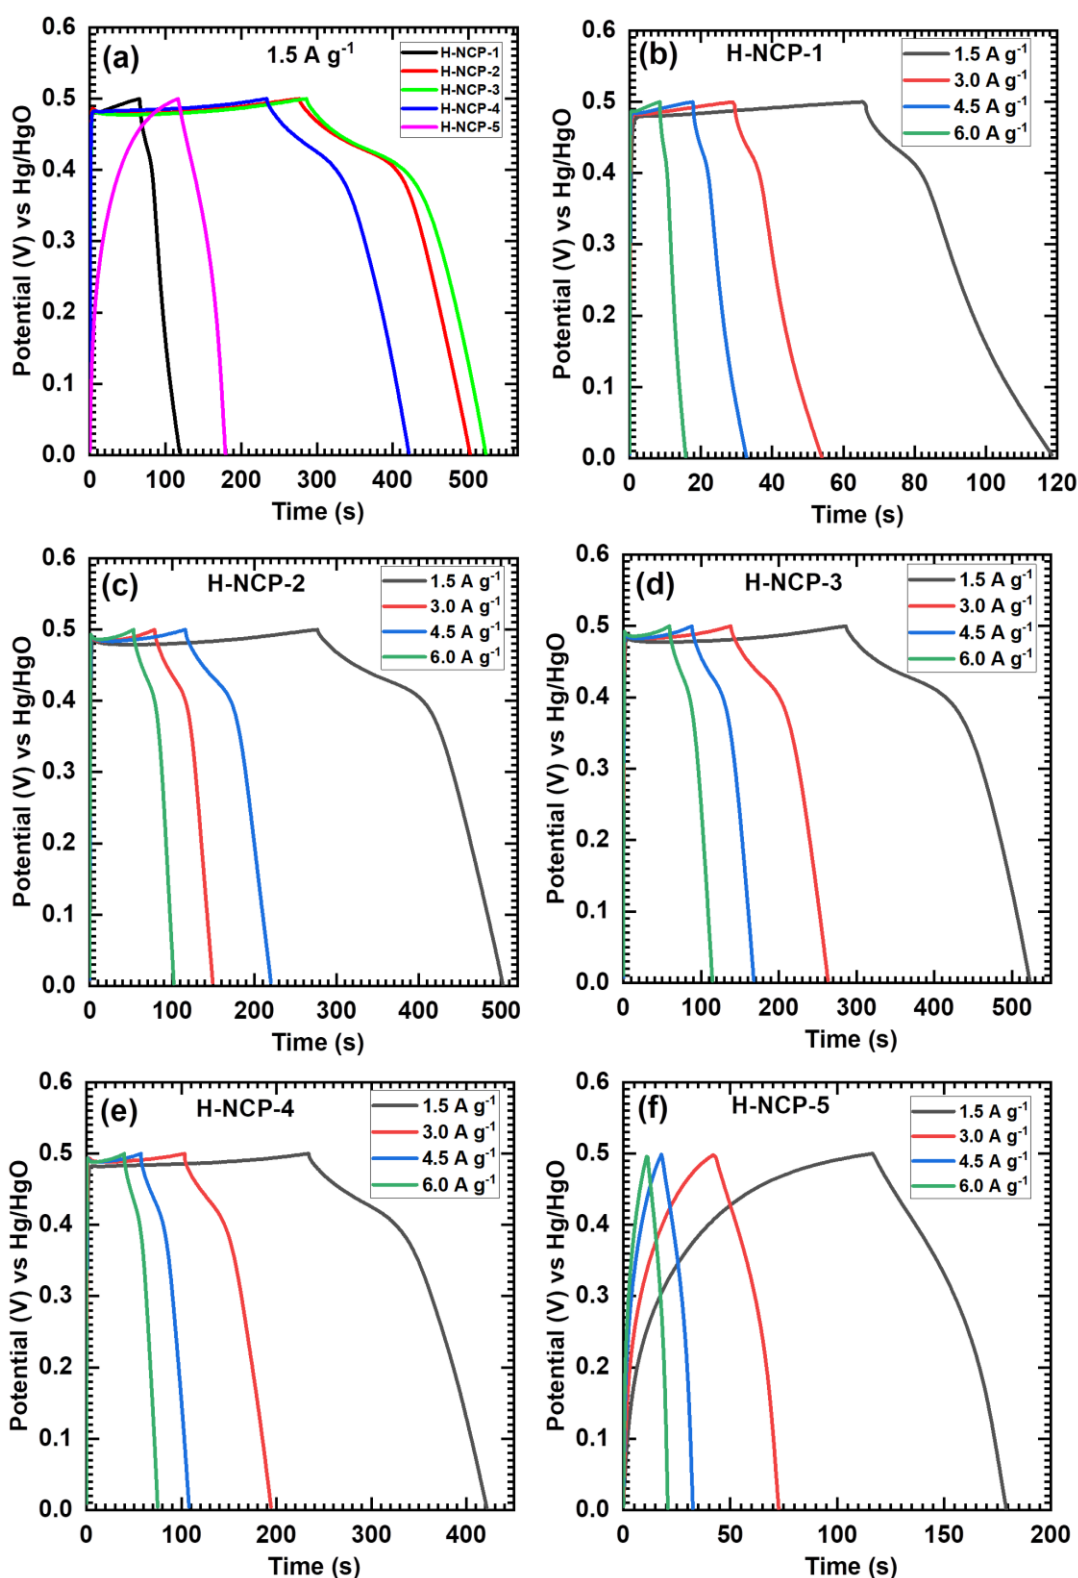 (a)
1.5 A g⁻¹
H-NCP-1
H-NCP-2
H-NCP-3
H-NCP-4
H-NCP-5
0.6
0.5
0.4
0.3
0.2
0.1
0.0
Potential (V) vs Hg/HgO
0 100 200 300 400 500
Time (s)
(b)
H-NCP-1
1.5 A g⁻¹
3.0 A g⁻¹
4.5 A g⁻¹
6.0 A g⁻¹
0.6
0.5
0.4
0.3
0.2
0.1
0.0
Potential (V) vs Hg/HgO
0 20 40 60 80 100 120
Time (s)
(c)
H-NCP-2
1.5 A g⁻¹
3.0 A g⁻¹
4.5 A g⁻¹
6.0 A g⁻¹
0.6
0.5
0.4
0.3
0.2
0.1
0.0
Potential (V) vs Hg/HgO
0 100 200 300 400 500
Time (s)
(d)
H-NCP-3
1.5 A g⁻¹
3.0 A g⁻¹
4.5 A g⁻¹
6.0 A g⁻¹
0.6
0.5
0.4
0.3
0.2
0.1
0.0
Potential (V) vs Hg/HgO
0 100 200 300 400 500
Time (s)
(e)
H-NCP-4
1.5 A g⁻¹
3.0 A g⁻¹
4.5 A g⁻¹
6.0 A g⁻¹
0.6
0.5
0.4
0.3
0.2
0.1
0.0
Potential (V) vs Hg/HgO
0 100 200 300 400
Time (s)
(f)
H-NCP-5
1.5 A g⁻¹
3.0 A g⁻¹
4.5 A g⁻¹
6.0 A g⁻¹
0.6
0.5
0.4
0.3
0.2
0.1
0.0
Potential (V) vs Hg/HgO
0 50 100 150 200
Time (s)